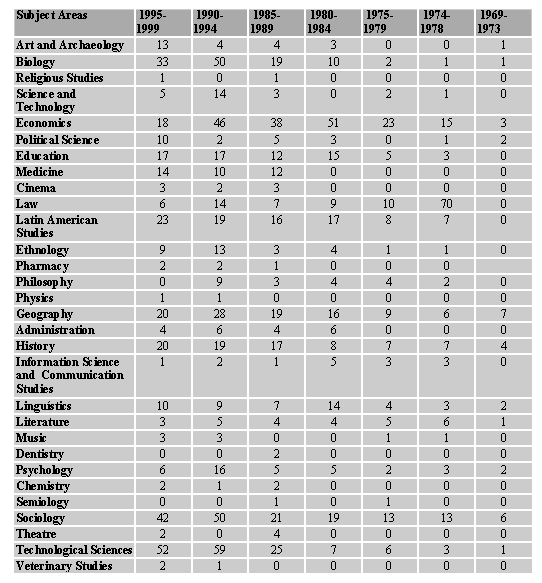 Subject Areas 1995-1999 1990-1994 1985-1989 1980-1984 1975-1979 1974-1978 1969-1973
Art and Archaeology 13 4 4 3 0 0 1
Biology 33 50 19 10 2 1 1
Religious Studies 1 0 1 0 0 0 0
Science and Technology 5 14 3 0 2 1 0
Economics 18 46 38 51 23 15 3
Political Science 10 2 5 3 0 1 2
Education 17 17 12 15 5 3 0
Medicine 14 10 12 0 0 0 0
Cinema 3 2 3 0 0 0 0
Law 6 14 7 9 10 70 0
Latin American Studies 23 19 16 17 8 7 0
Ethnology 9 13 3 4 1 1 0
Pharmacy 2 2 1 0 0 0
Philosophy 0 9 3 4 4 2 0
Physics 1 1 0 0 0 0 0
Geography 20 28 19 16 9 6 7
Administration 4 6 4 6 0 0 0
History 20 19 17 8 7 7 4
Information Science and Communication Studies 1 2 1 5 3 3 0
Linguistics 10 9 7 14 4 3 2
Literature 3 5 4 4 5 6 1
Music 3 3 0 0 1 1 0
Dentistry 0 0 2 0 0 0 0
Psychology 6 16 5 5 2 3 2
Chemistry 2 1 2 0 0 0 0
Semiology 0 0 1 0 1 0 0
Sociology 42 50 21 19 13 13 6
Theatre 2 0 4 0 0 0 0
Technological Sciences 52 59 25 7 6 3 1
Veterinary Studies 2 1 0 0 0 0 0